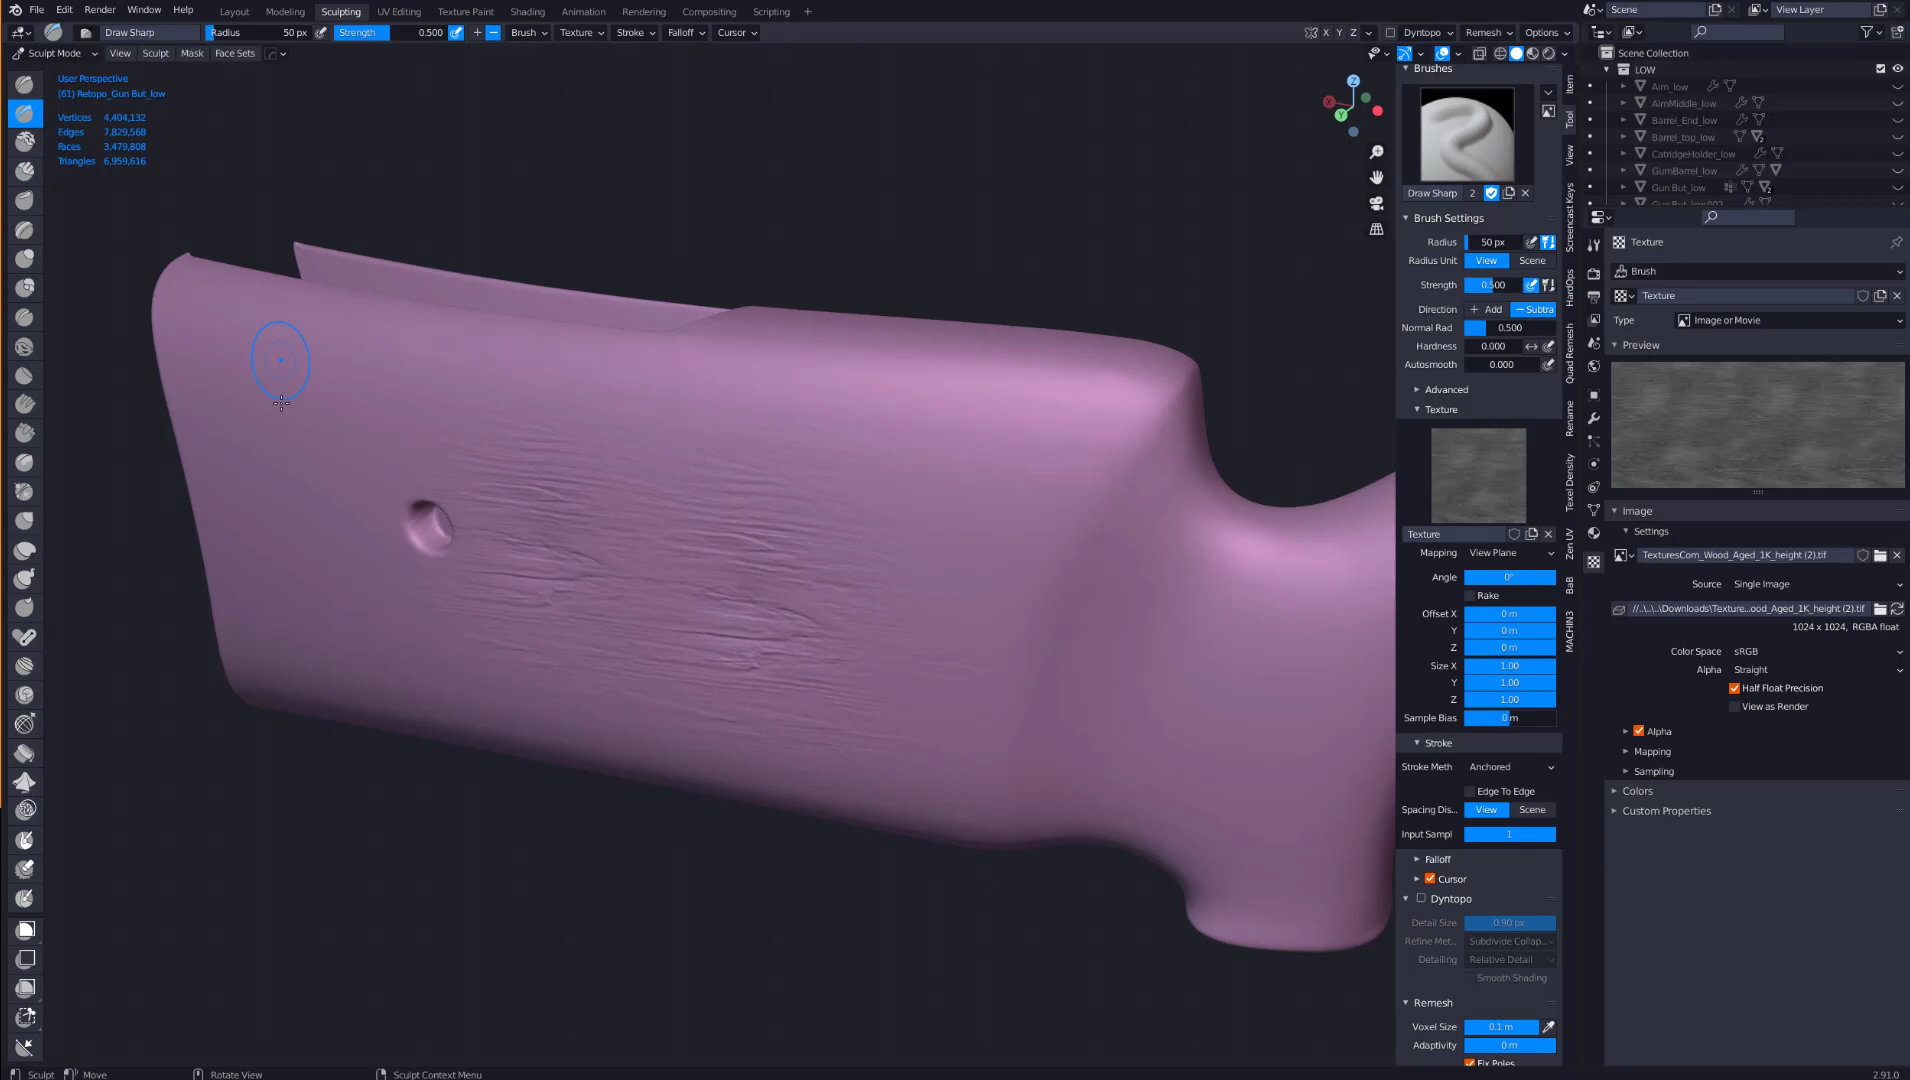 File Edit Render Window Help Layout Modeling Sculpting UV Editing Texture Paint Shading Animation Rendering Compositing Scripting + Scene View Layer
Draw Sharp Radius 50 px Strength 0.500 Brush Texture Stroke Falloff Cursor X Y Z Dyntopo Remesh Options
Sculpt Mode View Sculpt Mask Face Sets
User Perspective
(61) Retopo_Gun But_low
Vertices 4,404,132
Edges 7,829,568
Faces 3,479,808
Triangles 6,959,616
X
Y
Z
Brushes
Draw Sharp 2
Brush Settings
Radius 50 px
Radius Unit View Scene
Strength 0.500
Direction + Add − Subtra
Normal Rad 0.500
Hardness 0.000
Autosmooth 0.000
Advanced
Texture
Texture
Mapping View Plane
Angle 0°
Rake
Offset X 0 m
Y 0 m
Z 0 m
Size X 1.00
Y 1.00
Z 1.00
Sample Bias 0 m
Stroke
Stroke Meth Anchored
Edge To Edge
Spacing Dis... View Scene
Input Sampl 1
Falloff
Cursor
Dyntopo
Detail Size 0.90 px
Refine Met... Subdivide Collap...
Detailing Relative Detail
Smooth Shading
Remesh
Voxel Size 0.1 m
Adaptivity 0 m
Fix Poles
Item
Tool
View
Screencast Keys
HardOps
Quad Remesh
Rename
Texel Density
Zen UV
BaB
MACHIN3
Scene Collection
LOW
Aim_low
AimMiddle_low
Barrel_End_low
Barrel_top_low 2
CatridgeHolder_low
GumBarrel_low
Gun But_low 2
Gun But_low.002
Texture
Brush
Texture
Type Image or Movie
Preview
Image
Settings
TexturesCom_Wood_Aged_1K_height (2).tif
Source Single Image
//..\..\..\Downloads\Texture...ood_Aged_1K_height (2).tif
1024 x 1024, RGBA float
Color Space sRGB
Alpha Straight
Half Float Precision
View as Render
Alpha
Mapping
Sampling
Colors
Custom Properties
Sculpt Move Rotate View Sculpt Context Menu 2.91.0